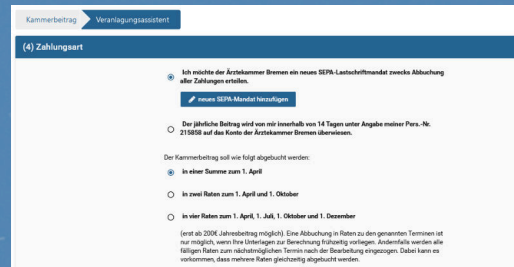 Kammerbeitrag Veranlagungsassistent
(4) Zahlungsart
Ich möchte der Ärztekammer Bremen ein neues SEPA-Lastschriftmandat zwecks Abbuchung
aller Zahlungen erteilen.
neues SEPA-Mandat hinzufügen
Der jährliche Beitrag wird von mir innerhalb von 14 Tagen unter Angabe meiner Pers.-Nr.
215858 auf das Konto der Ärztekammer Bremen überwiesen.
Der Kammerbeitrag soll wie folgt abgebucht werden:
in einer Summe zum 1. April
in zwei Raten zum 1. April und 1. Oktober
in vier Raten zum 1. April, 1. Juli, 1. Oktober und 1. Dezember
(erst ab 200€ Jahresbeitrag möglich). Eine Abbuchung in Raten zu den genannten Terminen ist
nur möglich, wenn Ihre Unterlagen zur Berechnung frühzeitig vorliegen. Andernfalls werden alle
fälligen Raten zum nächstmöglichen Termin nach der Bearbeitung eingezogen. Dabei kann es
vorkommen, dass mehrere Raten gleichzeitig abgebucht werden.